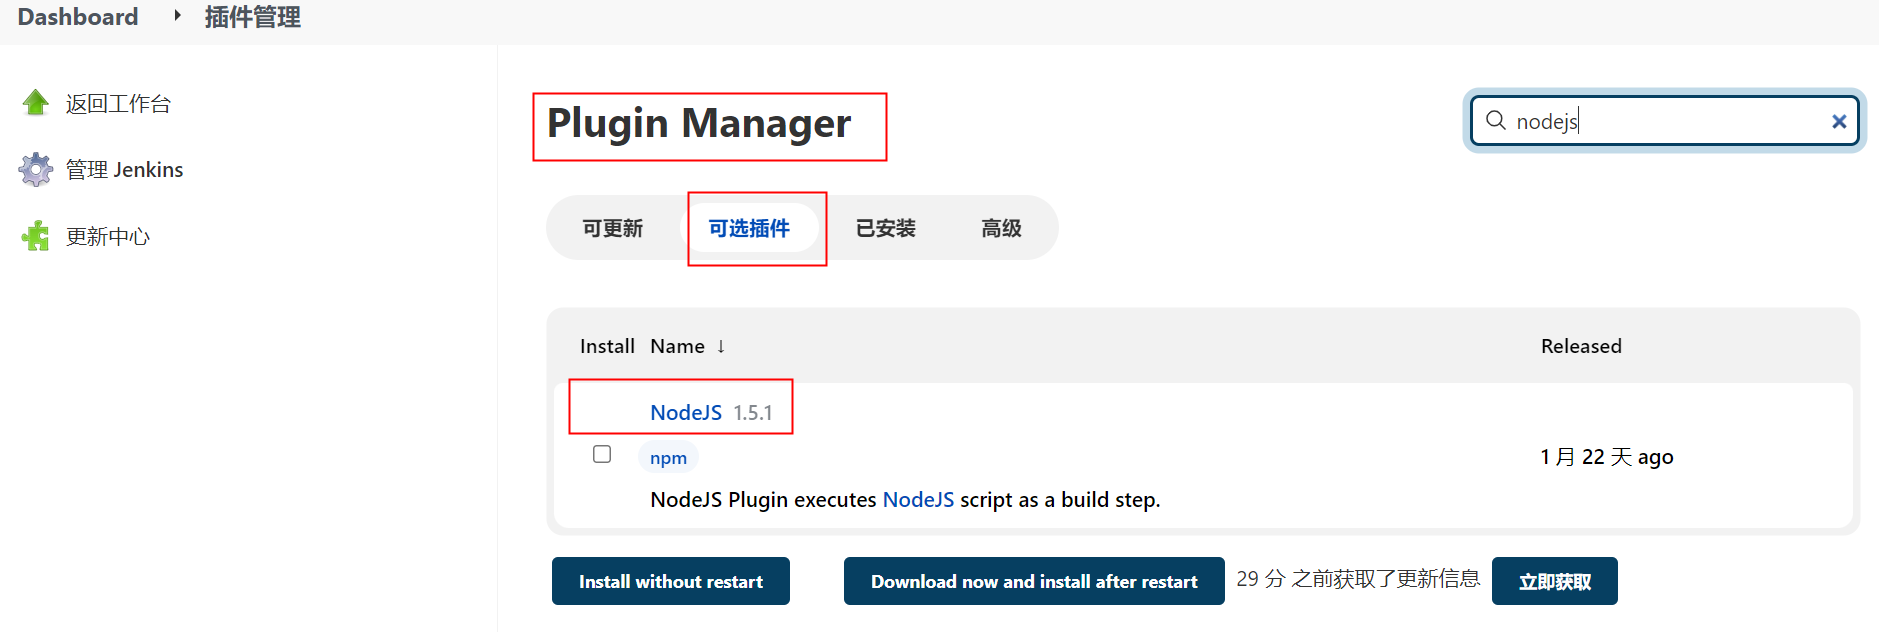 Dashboard 插件管理
返回工作台
管理 Jenkins
更新中心
Plugin Manager
nodejs
可更新 可选插件 已安装 高级
Install Name ↓ Released
NodeJS 1.5.1
npm
1 月 22 天 ago
NodeJS Plugin executes NodeJS script as a build step.
Install without restart Download now and install after restart 29 分 之前获取了更新信息 立即获取